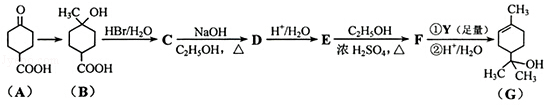 O
H₃C OH
CH₃
HBr/H₂O
NaOH
H⁺/H₂O
C₂H₅OH
①Y(足量)
C
D
E
F
C₂H₅OH, △
浓 H₂SO₄, △
②H⁺/H₂O
COOH
COOH
OH
H₃C CH₃
(A)
(B)
(G)